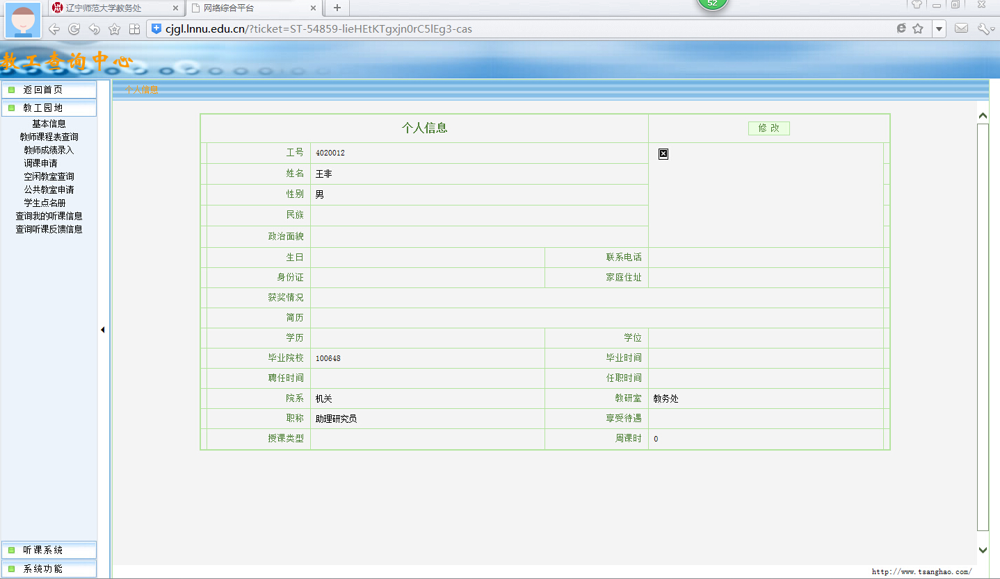 52
辽宁师范大学教务处
网络综合平台
cjgl.lnnu.edu.cn/?ticket=ST-54859-lieHEtKTgxjn0rC5lEg3-cas
教工查询中心
返回首页
教工园地
基本信息
教师课程表查询
教师成绩录入
调课申请
空闲教室查询
公共教室申请
学生点名册
查询我的听课信息
查询听课反馈信息
听课系统
系统功能
个人信息
个人信息 修 改
工号 4020012
姓名 王非
性别 男
民族
政治面貌
生日 联系电话
身份证 家庭住址
获奖情况
简历
学历 学位
毕业院校 100648 毕业时间
聘任时间 任职时间
院系 机关 教研室 教务处
职称 助理研究员 享受待遇
授课类型 周课时 0
http://www.tsanghao.com/